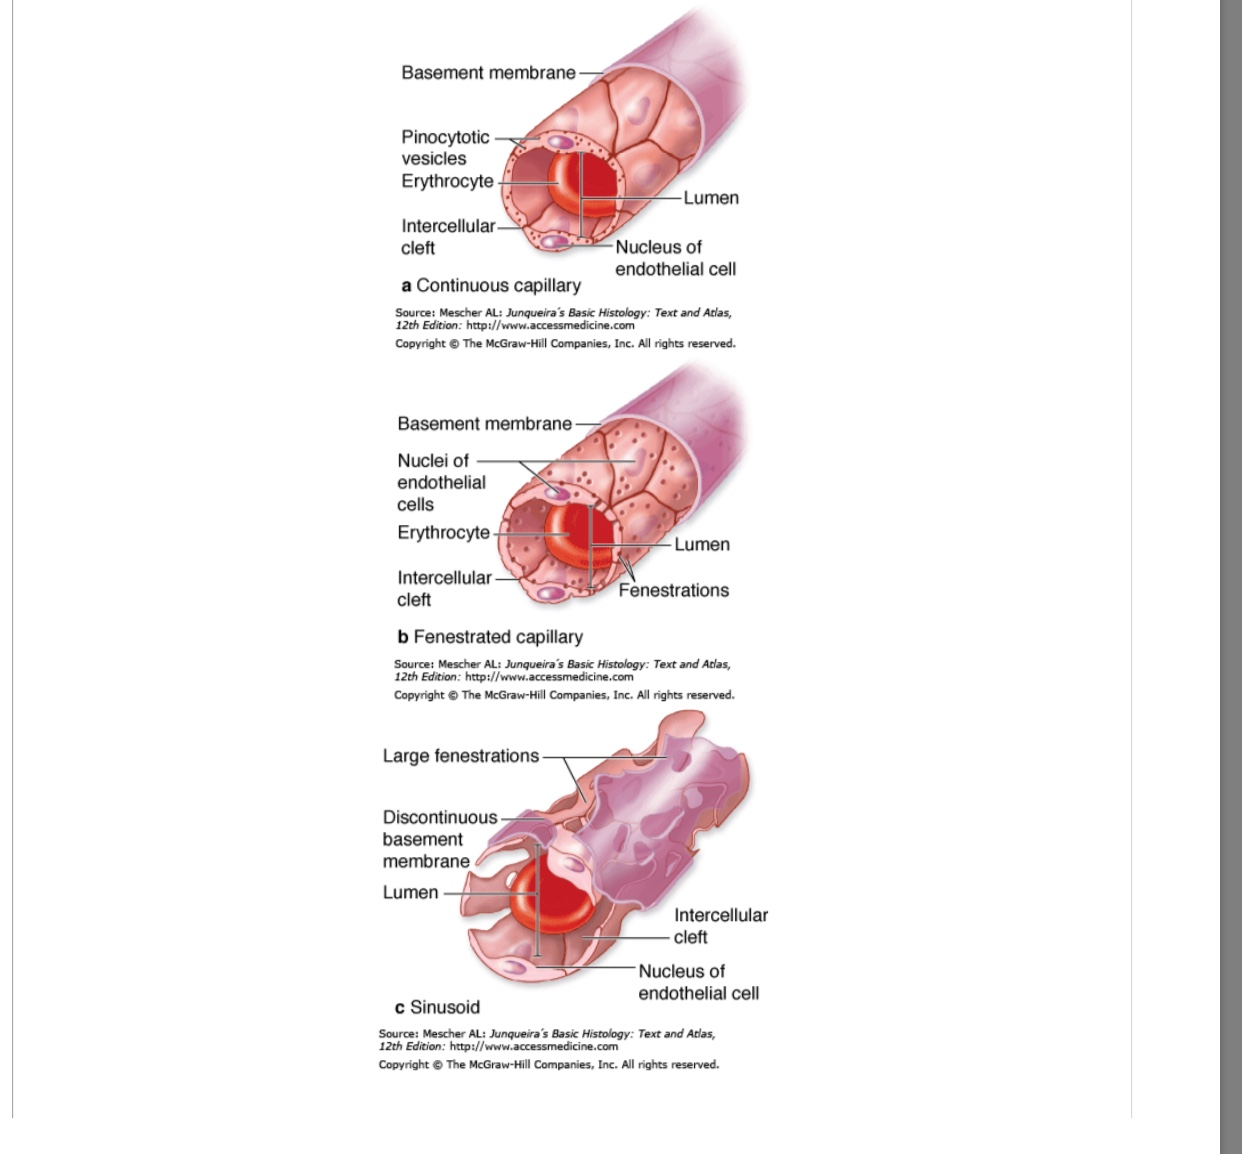 Basement membrane
Pinocytotic
vesicles
Erythrocyte
Lumen
Intercellular
cleft
Nucleus of
endothelial cell
a Continuous capillary
Source: Mescher AL: Junqueira´s Basic Histology: Text and Atlas,
12th Edition: http://www.accessmedicine.com
Copyright © The McGraw-Hill Companies, Inc. All rights reserved.
Basement membrane
Nuclei of
endothelial
cells
Erythrocyte
Lumen
Intercellular
cleft
Fenestrations
b Fenestrated capillary
Source: Mescher AL: Junqueira´s Basic Histology: Text and Atlas,
12th Edition: http://www.accessmedicine.com
Copyright © The McGraw-Hill Companies, Inc. All rights reserved.
Large fenestrations
Discontinuous
basement
membrane
Lumen
Intercellular
cleft
Nucleus of
endothelial cell
c Sinusoid
Source: Mescher AL: Junqueira´s Basic Histology: Text and Atlas,
12th Edition: http://www.accessmedicine.com
Copyright © The McGraw-Hill Companies, Inc. All rights reserved.